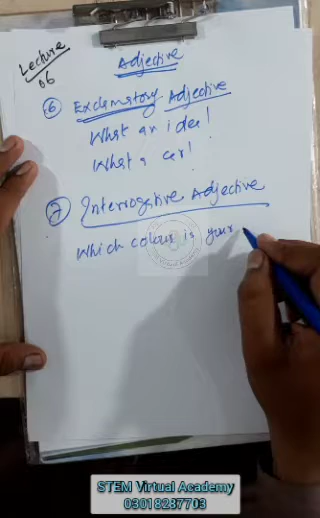 Lecture
06
Adjective
⑥ Exclamatory Adjective
What an idea!
What a car!
⑦ Interrogative Adjective
Which colour is your
STEM Virtual Academy
03018287703